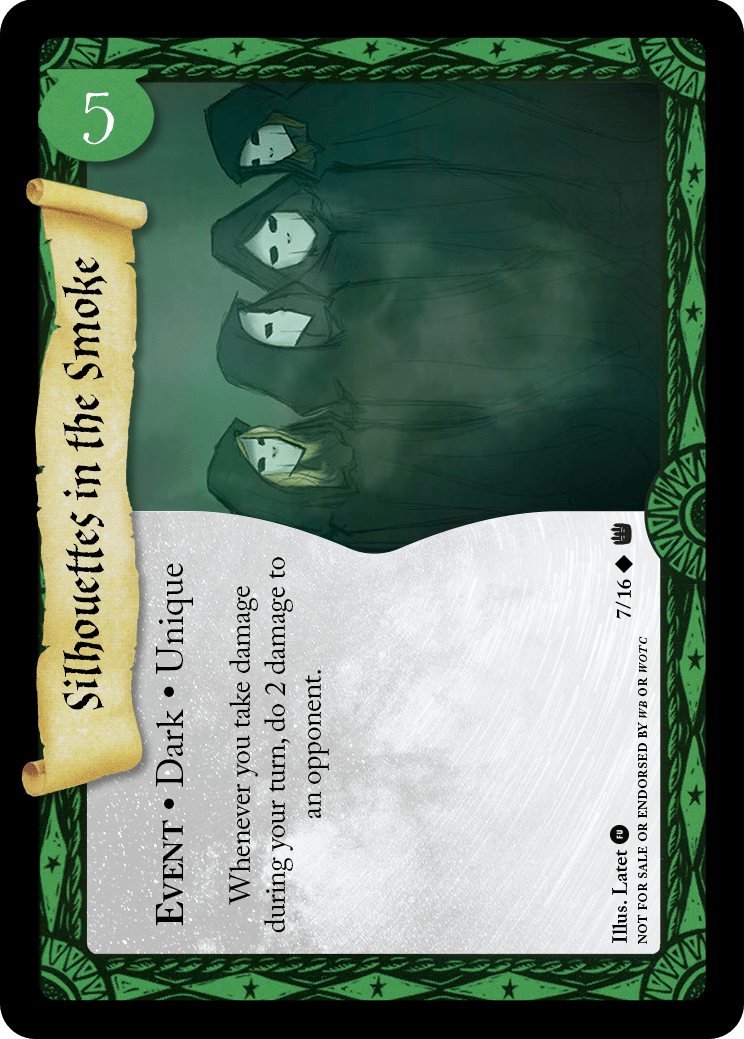 5
Silhouettes in the Smoke
EVENT • Dark • Unique
Whenever you take damage
during your turn, do 2 damage to
an opponent.
Illus. Latet FU
7/16
NOT FOR SALE OR ENDORSED BY WB OR WOTC